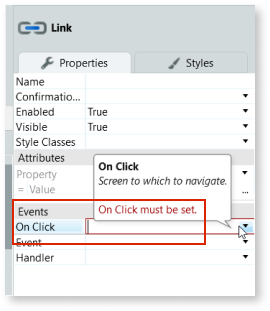 Link
Properties
Styles
Name
Confirmatio...
Enabled True
Visible True
Style Classes
Attributes
Property
= Value ...
On Click
Screen to which to navigate.
On Click must be set.
Events
On Click
Event
Handler